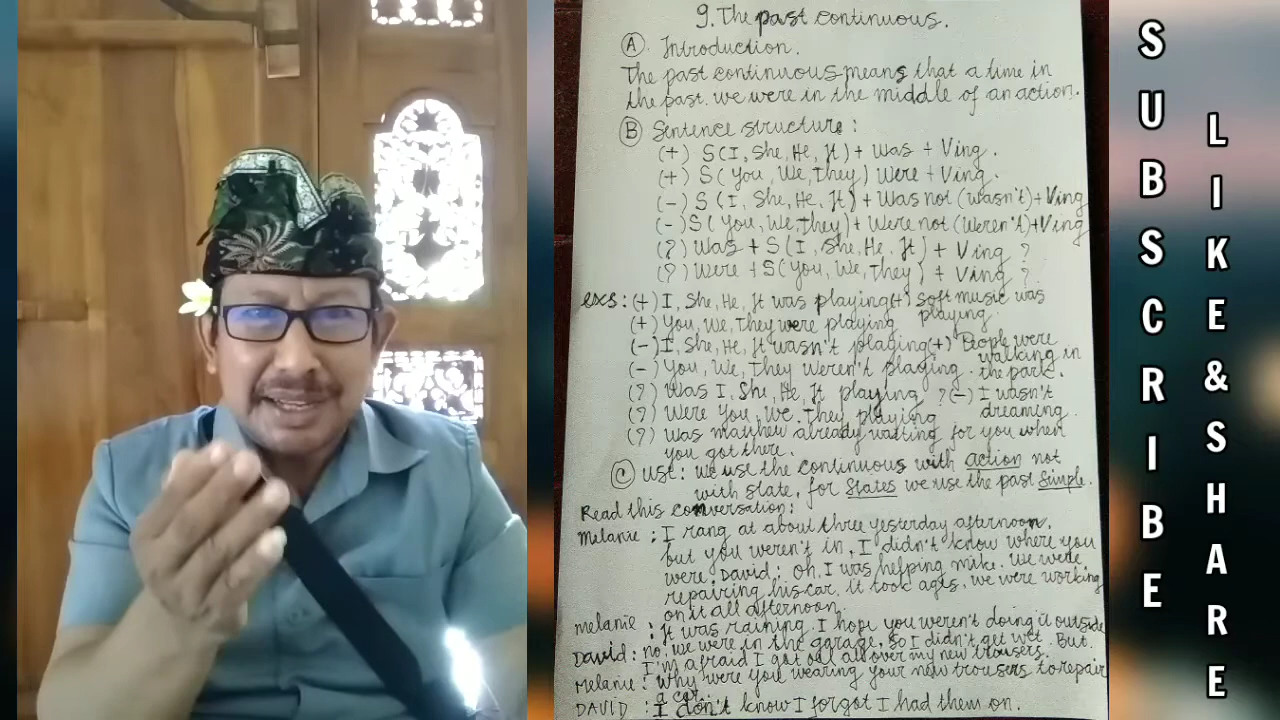 9. The past continuous.
(A). Introduction.
The past continuous means that a time in
the past. we were in the middle of an action.
(B) Sentence structure:
(+) S (I, She, He, It) + Was + Ving.
(+) S (You, We, They) Were + Ving.
(-) S (I, She, He, It) + Was not (wasn't) + Ving
(-) S (You, We, They) + Were not (Weren't) + Ving
(?) Was + S (I, She, He, It) + Ving ?
(?) Were + S (You, We, They) + Ving ?
exs: (+) I, She, He, It was playing (+) Soft music was
playing.
(+) You, We, They were playing
(-) I, She, He, It wasn't playing (+) People were
walking in
(-) You, We, They weren't playing. the park.
(?) Was I, She, He, It playing ? (-) I wasn't
dreaming.
(?) Were You, We, They playing
(?) Was matthew already waiting for you when
you got there.
(C) Use: we use the continuous with action not
with state, for States we use the past Simple.
Read this conversation:
Melanie: I rang at about three yesterday afternoon,
but you weren't in, I didn't know where you
were. David: oh, I was helping mike. We were
repairing his car, it took ages, we were working
on it all afternoon.
melanie: It was raining. I hope you weren't doing it outside
David: no, we were in the garage, so I didn't get wet. But
I'm afraid I got oil all over my new trousers.
Melanie: Why were you wearing your new trousers to repair
a car.
DAVID: I don't know I forgot I had them on.
SUBSCRIBE
LIKE & SHARE